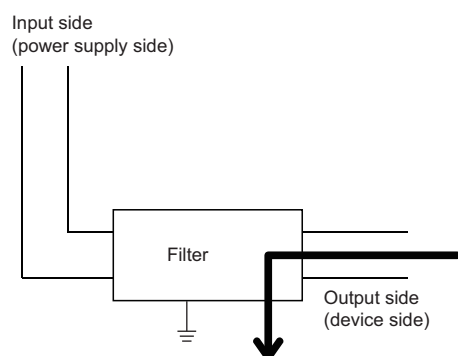 Input side
(power supply side)
Filter
Output side
(device side)